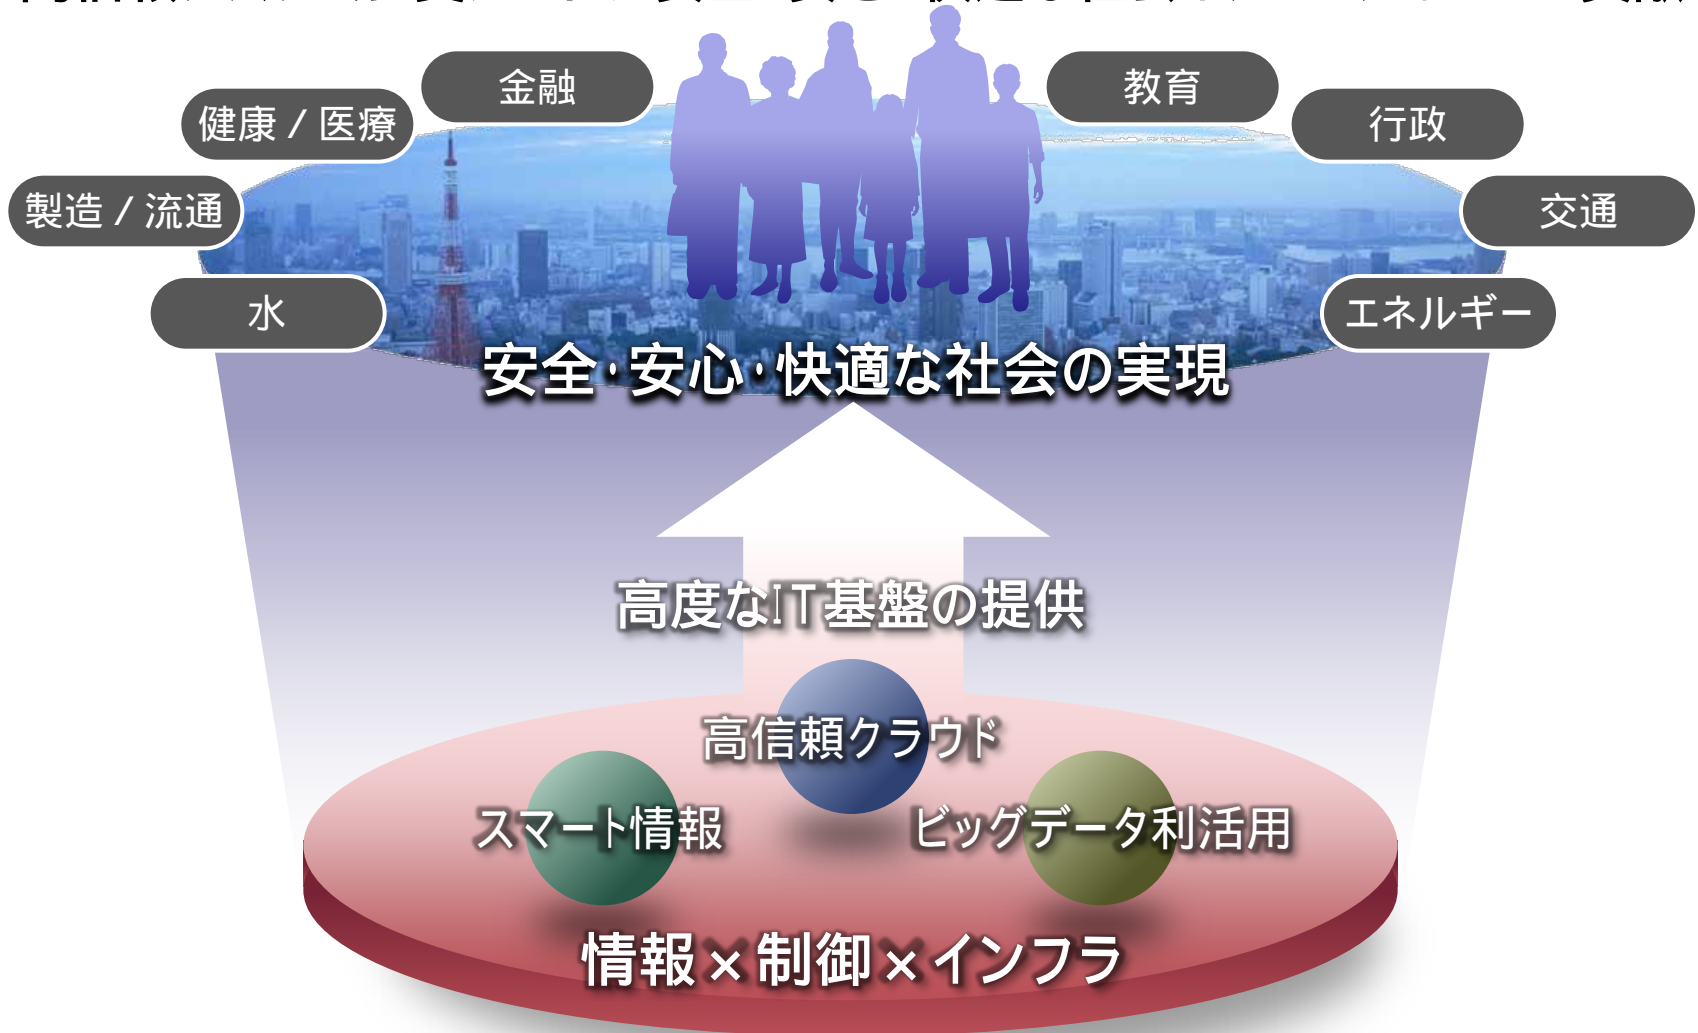 金融
教育
健康 / 医療
行政
製造 / 流通
交通
水
エネルギー
安全・安心・快適な社会の実現
高度なIT基盤の提供
高信頼クラウド
スマート情報
ビッグデータ利活用
情報×制御×インフラ